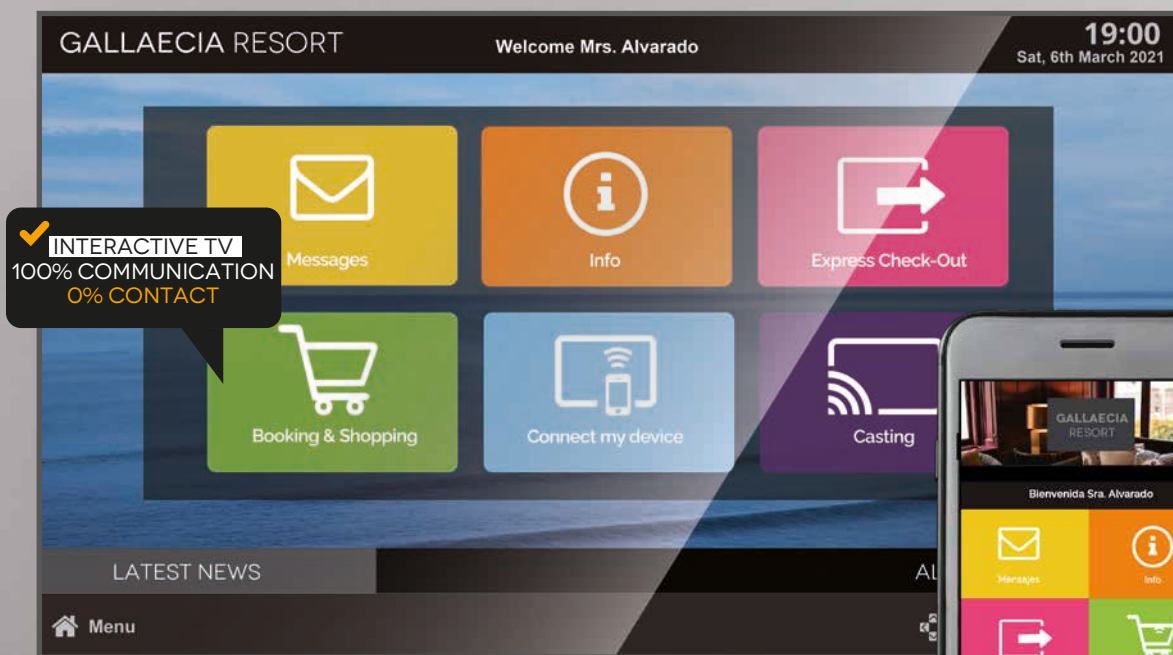 GALLAECIA RESORT
Welcome Mrs. Alvarado
19:00
Sat, 6th March 2021
INTERACTIVE TV
100% COMMUNICATION
0% CONTACT
Messages
Info
Express Check-Out
Booking & Shopping
Connect my device
Casting
LATEST NEWS
AL
Menu
GALLAECIA
RESORT
Bienvenida Sra. Alvarado
Mensajes
Info